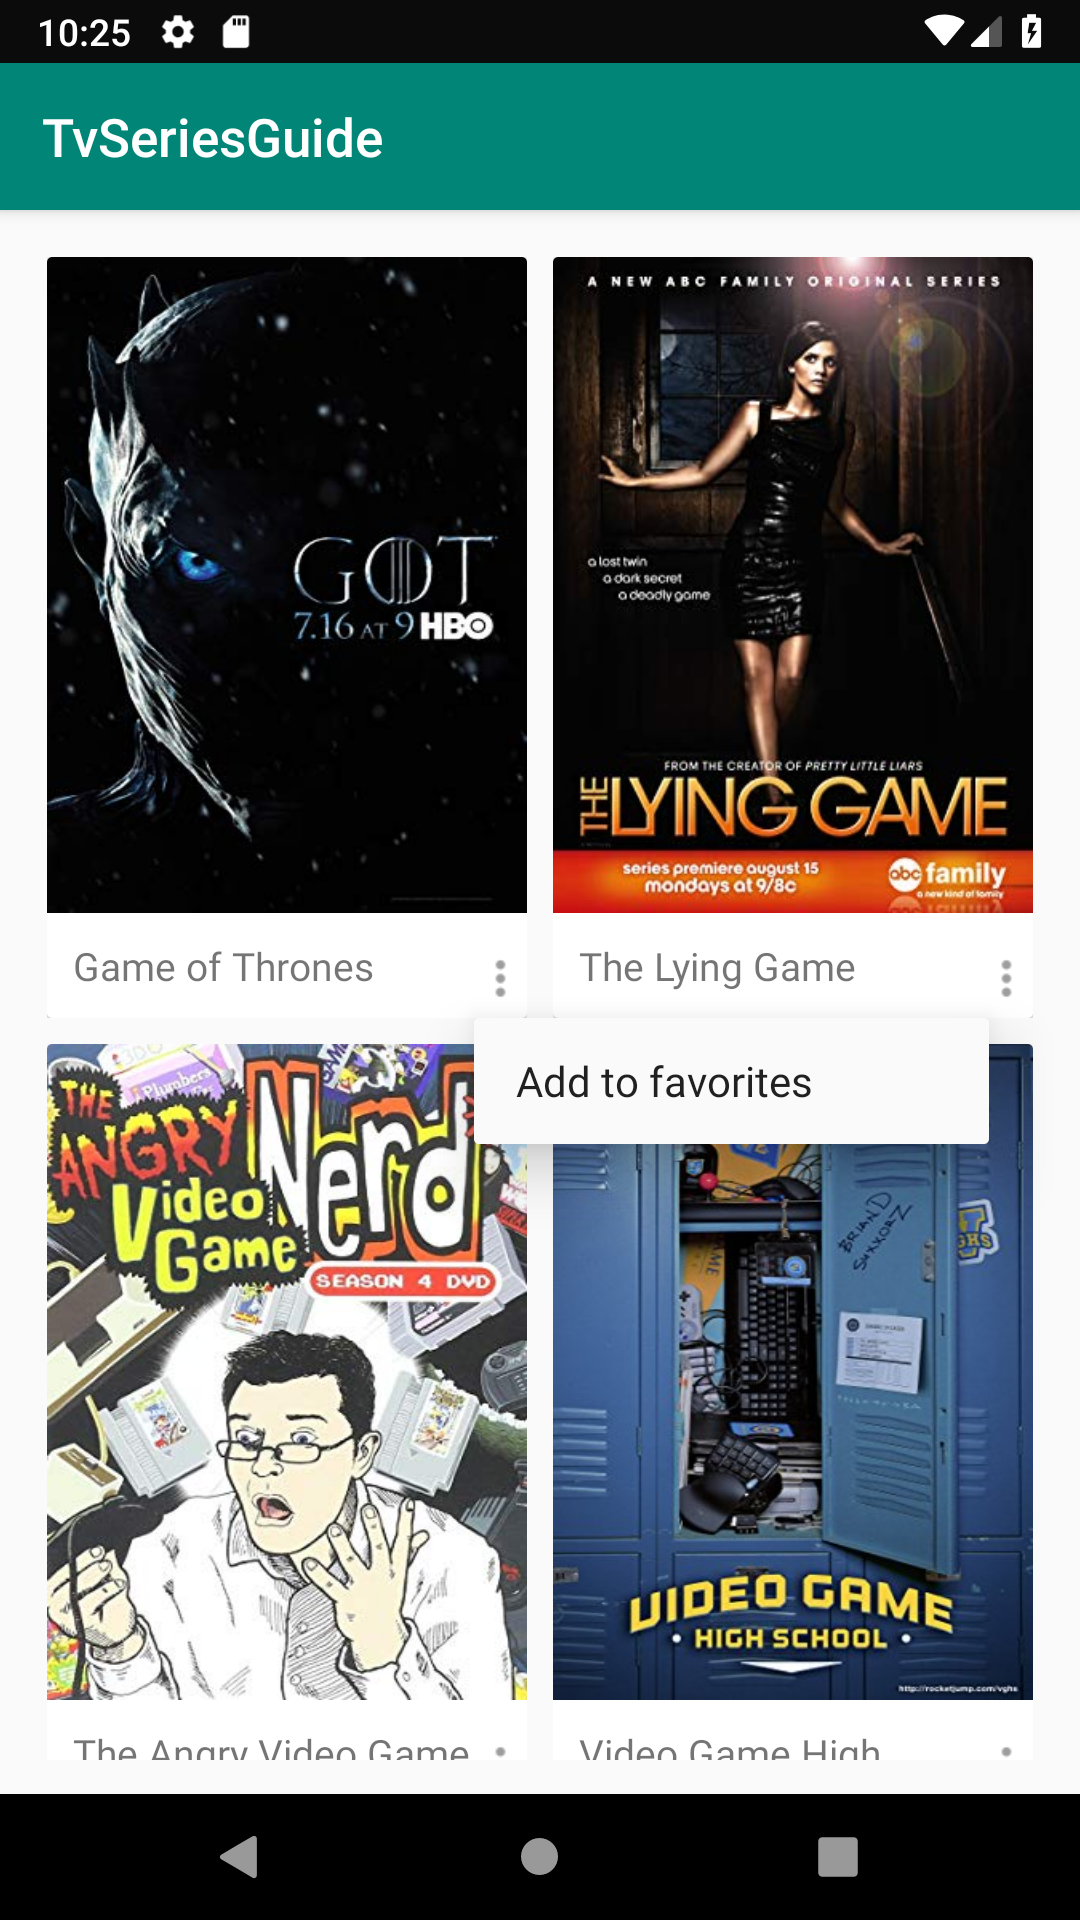 10:25
TvSeriesGuide
GOT
7.16 AT 9 HBO
Game of Thrones
A NEW ABC FAMILY ORIGINAL SERIES
a lost twin
a dark secret
a deadly game
FROM THE CREATOR OF PRETTY LITTLE LIARS
THE LYING GAME
series premiere august 15
mondays at 9/8c
abc family
a new kind of family
The Lying Game
Add to favorites
THE
ANGRY
Video
Game
Nerd
SEASON 4 DVD
The Angry Video Game
BRIAN D
SUXXORZ
VIDEO GAME
• HIGH SCHOOL •
http://rocketjump.com/vghs
Video Game High